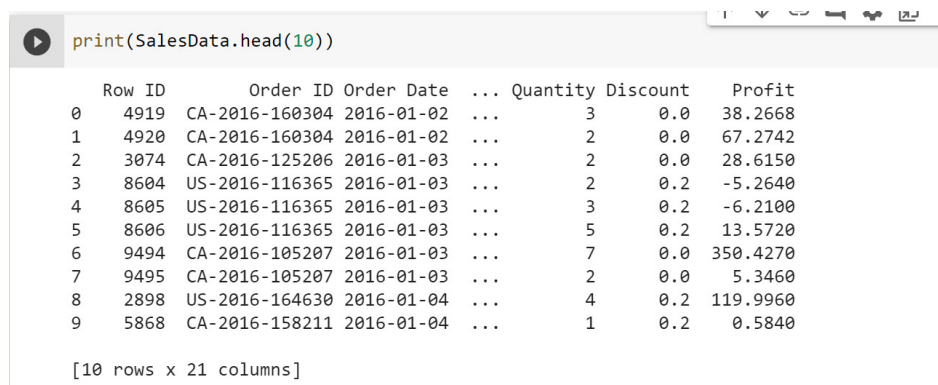 print(SalesData.head(10))
Row ID Order ID Order Date ... Quantity Discount Profit
0 4919 CA-2016-160304 2016-01-02 ... 3 0.0 38.2668
1 4920 CA-2016-160304 2016-01-02 ... 2 0.0 67.2742
2 3074 CA-2016-125206 2016-01-03 ... 2 0.0 28.6150
3 8604 US-2016-116365 2016-01-03 ... 2 0.2 -5.2640
4 8605 US-2016-116365 2016-01-03 ... 3 0.2 -6.2100
5 8606 US-2016-116365 2016-01-03 ... 5 0.2 13.5720
6 9494 CA-2016-105207 2016-01-03 ... 7 0.0 350.4270
7 9495 CA-2016-105207 2016-01-03 ... 2 0.0 5.3460
8 2898 US-2016-164630 2016-01-04 ... 4 0.2 119.9960
9 5868 CA-2016-158211 2016-01-04 ... 1 0.2 0.5840
[10 rows x 21 columns]